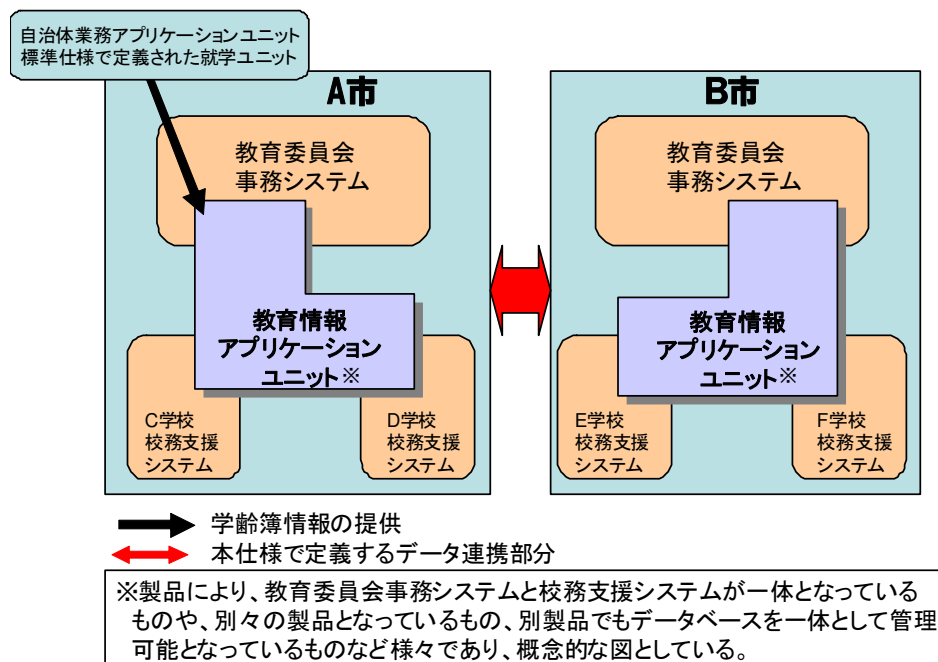 自治体業務アプリケーションユニット
標準仕様で定義された就学ユニット
A市
教育委員会
事務システム
教育情報
アプリケーション
ユニット※
C学校
校務支援
システム
D学校
校務支援
システム
B市
教育委員会
事務システム
教育情報
アプリケーション
ユニット※
E学校
校務支援
システム
F学校
校務支援
システム
学齢簿情報の提供
本仕様で定義するデータ連携部分
※製品により、教育委員会事務システムと校務支援システムが一体となっている
ものや、別々の製品となっているもの、別製品でもデータベースを一体として管理
可能となっているものなど様々であり、概念的な図としている。